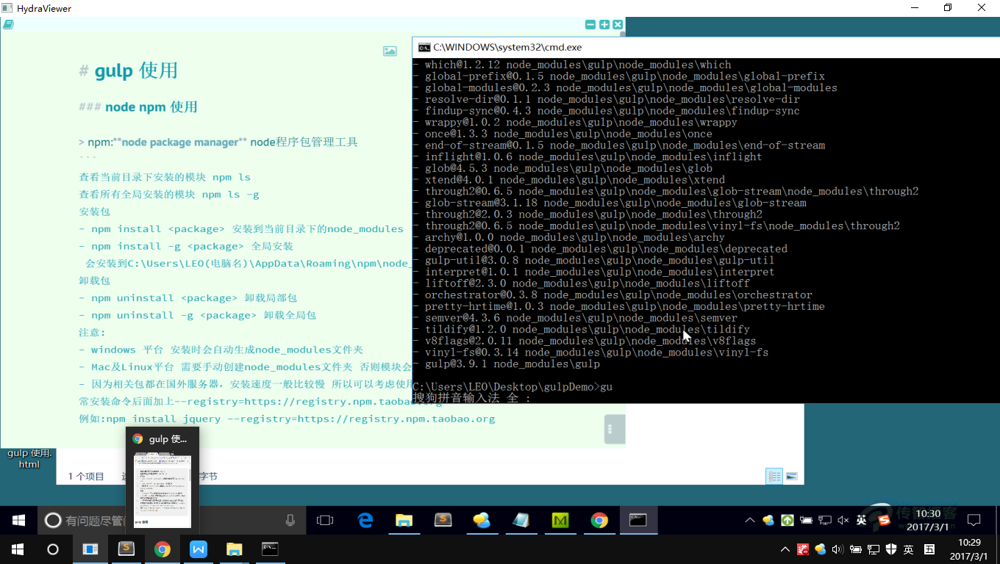 HydraViewer
# gulp 使用
### node npm 使用
> npm:**node package manager** node程序包管理工具
```
查看当前目录下安装的模块 npm ls
查看所有全局安装的模块 npm ls -g
安装包
- npm install <package> 安装到当前目录下的node_modules
- npm install -g <package> 全局安装
会安装到C:\Users\LEO(电脑名)\AppData\Roaming\npm\node_
卸载包
- npm uninstall <package> 卸载局部包
- npm uninstall -g <package> 卸载全局包
注意:
- windows 平台 安装时会自动生成node_modules文件夹
- Mac及Linux平台 需要手动创建node_modules文件夹 否则模块会
- 因为相关包都在国外服务器，安装速度一般比较慢 所以可以考虑使用
常安装命令后面加上--registry=https://registry.npm.taobao.org
例如:npm install jquery --registry=https://registry.npm.taobao.org
C:\WINDOWS\system32\cmd.exe
- which@1.2.12 node_modules\gulp\node_modules\which
- global-prefix@0.1.5 node_modules\gulp\node_modules\global-prefix
- global-modules@0.2.3 node_modules\gulp\node_modules\global-modules
- resolve-dir@0.1.1 node_modules\gulp\node_modules\resolve-dir
- findup-sync@0.4.3 node_modules\gulp\node_modules\findup-sync
- wrappy@1.0.2 node_modules\gulp\node_modules\wrappy
- once@1.3.3 node_modules\gulp\node_modules\once
- end-of-stream@0.1.5 node_modules\gulp\node_modules\end-of-stream
- inflight@1.0.6 node_modules\gulp\node_modules\inflight
- glob@4.5.3 node_modules\gulp\node_modules\glob
- xtend@4.0.1 node_modules\gulp\node_modules\xtend
- through2@0.6.5 node_modules\gulp\node_modules\glob-stream\node_modules\through2
- glob-stream@3.1.18 node_modules\gulp\node_modules\glob-stream
- through2@2.0.3 node_modules\gulp\node_modules\through2
- through2@0.6.5 node_modules\gulp\node_modules\vinyl-fs\node_modules\through2
- archy@1.0.0 node_modules\gulp\node_modules\archy
- deprecated@0.0.1 node_modules\gulp\node_modules\deprecated
- gulp-util@3.0.8 node_modules\gulp\node_modules\gulp-util
- interpret@1.0.1 node_modules\gulp\node_modules\interpret
- liftoff@2.3.0 node_modules\gulp\node_modules\liftoff
- orchestrator@0.3.8 node_modules\gulp\node_modules\orchestrator
- pretty-hrtime@1.0.3 node_modules\gulp\node_modules\pretty-hrtime
- semver@4.3.6 node_modules\gulp\node_modules\semver
- tildify@1.2.0 node_modules\gulp\node_modules\tildify
- v8flags@2.0.11 node_modules\gulp\node_modules\v8flags
- vinyl-fs@0.3.14 node_modules\gulp\node_modules\vinyl-fs
- gulp@3.9.1 node_modules\gulp
C:\Users\LEO\Desktop\gulpDemo>gu
搜狗拼音输入法 全 :
gulp 使用.
html
gulp 使...
1 个项目
字节
有问题尽管
英
10:30
2017/3/1
英
10:29
2017/3/1